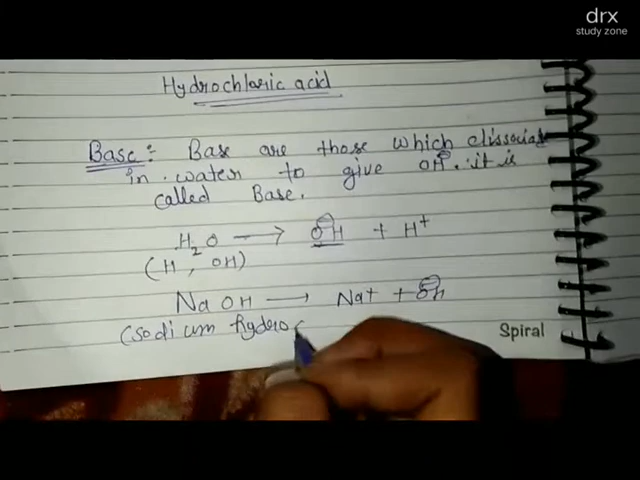 drx
study zone
Hydrochloric acid
Base: Base are those which dissociate
in water to give OH⁻. it is
called Base.
H₂O ⟶ OH⁻ + H⁺
(H, OH)
NaOH ⟶ Na⁺ + OH⁻
(sodium hydro
Spiral